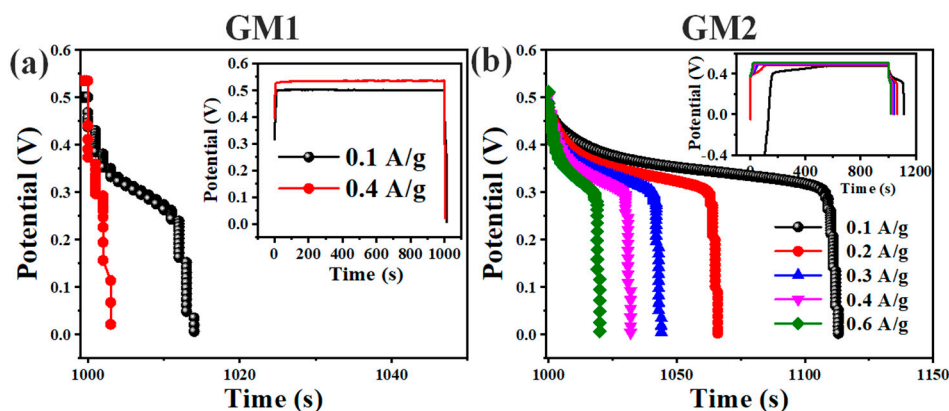 GM1
GM2
(a)
0.6
0.5
0.4
0.3
0.2
0.1
0.0
Potential (V)
1000
1020
1040
Time (s)
0.6
0.5
0.4
0.3
0.2
0.1
0.0
Potential (V)
0
200
400
600
800
1000
Time (s)
0.1 A/g
0.4 A/g
(b)
0.6
0.5
0.4
0.3
0.2
0.1
0.0
Potential (V)
1000
1050
1100
1150
Time (s)
0.4
0.0
-0.4
Potential (V)
0
400
800
1200
Time (s)
0.1 A/g
0.2 A/g
0.3 A/g
0.4 A/g
0.6 A/g